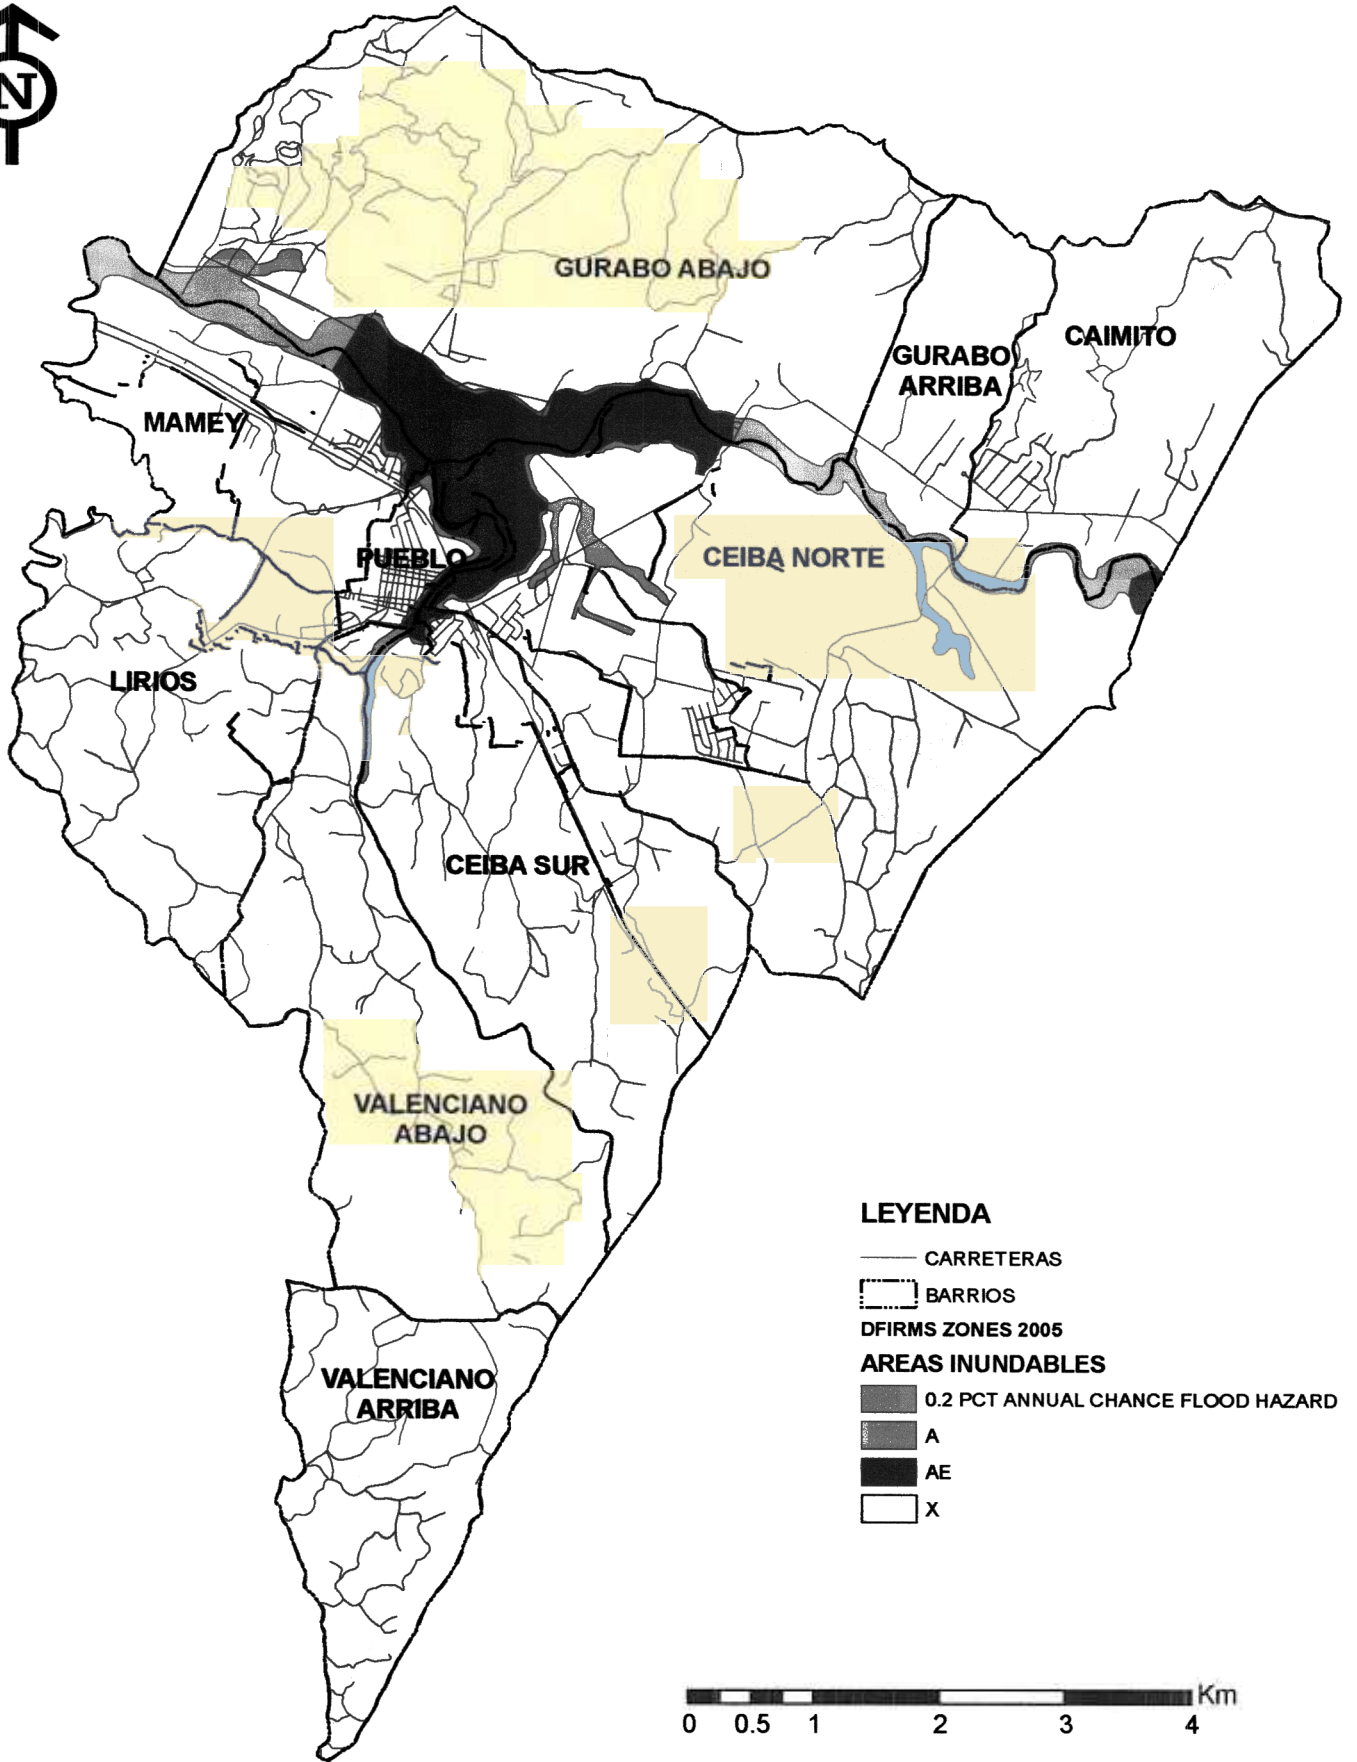 N
GURABO ABAJO
CAIMITO
GURABO
ARRIBA
MAMEY
PUEBLO
CEIBA NORTE
LIRIOS
CEIBA SUR
VALENCIANO
ABAJO
VALENCIANO
ARRIBA
LEYENDA
CARRETERAS
BARRIOS
DFIRMS ZONES 2005
AREAS INUNDABLES
0.2 PCT ANNUAL CHANCE FLOOD HAZARD
A
AE
X
Km
0 0.5 1 2 3 4